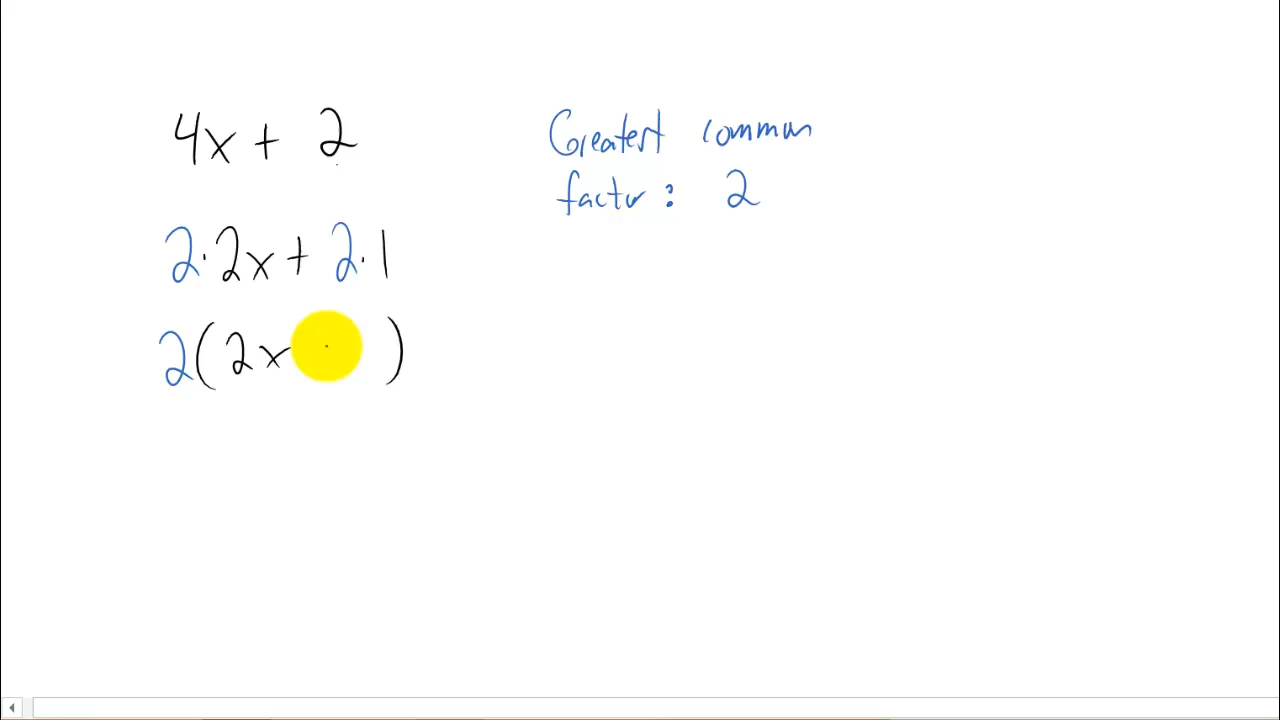 4x + 2
Greatest common
factor: 2
2·2x + 2·1
2(2x )